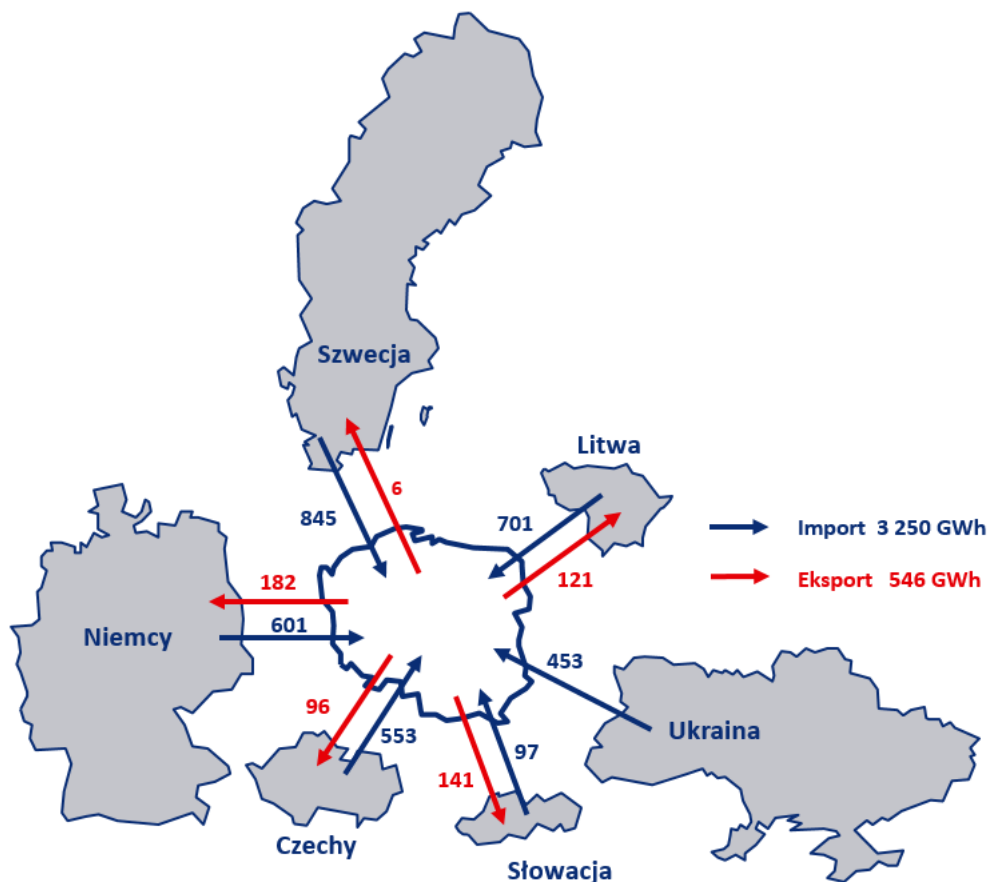 Szwecja
Litwa
6
845
701
Import 3 250 GWh
121
Eksport 546 GWh
182
Niemcy
601
453
96
553
Ukraina
97
141
Czechy
Słowacja